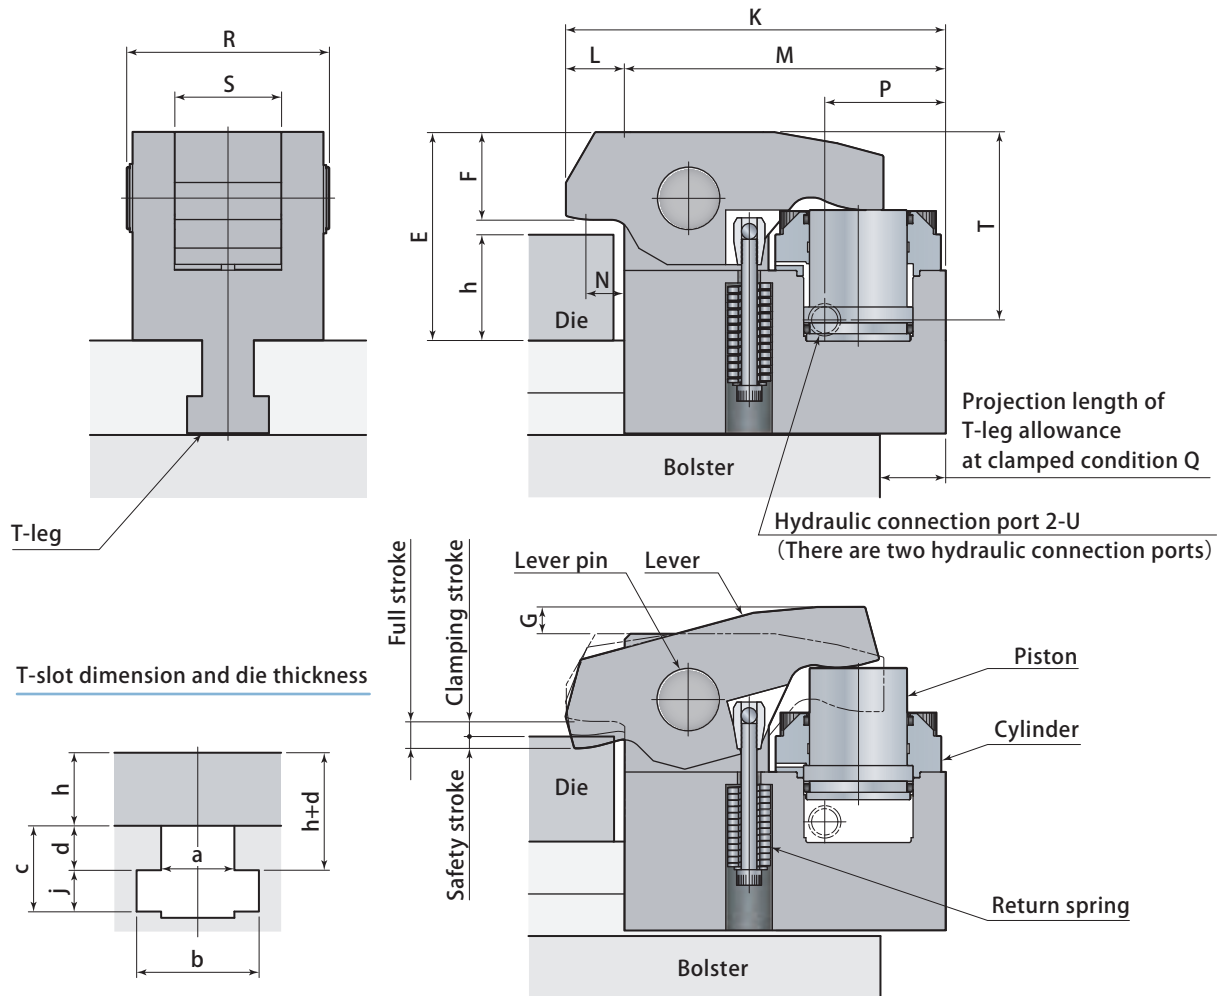 K
R
L
M
S
P
F
E
T
h
N
Die
Projection length of
T-leg allowance
at clamped condition Q
Bolster
T-leg
Hydraulic connection port 2-U
(There are two hydraulic connection ports)
Full stroke
Clamping stroke
Safety stroke
Lever pin
Lever
G
Piston
Cylinder
Die
Return spring
Bolster
T-slot dimension and die thickness
h
h+d
c
d
a
j
b